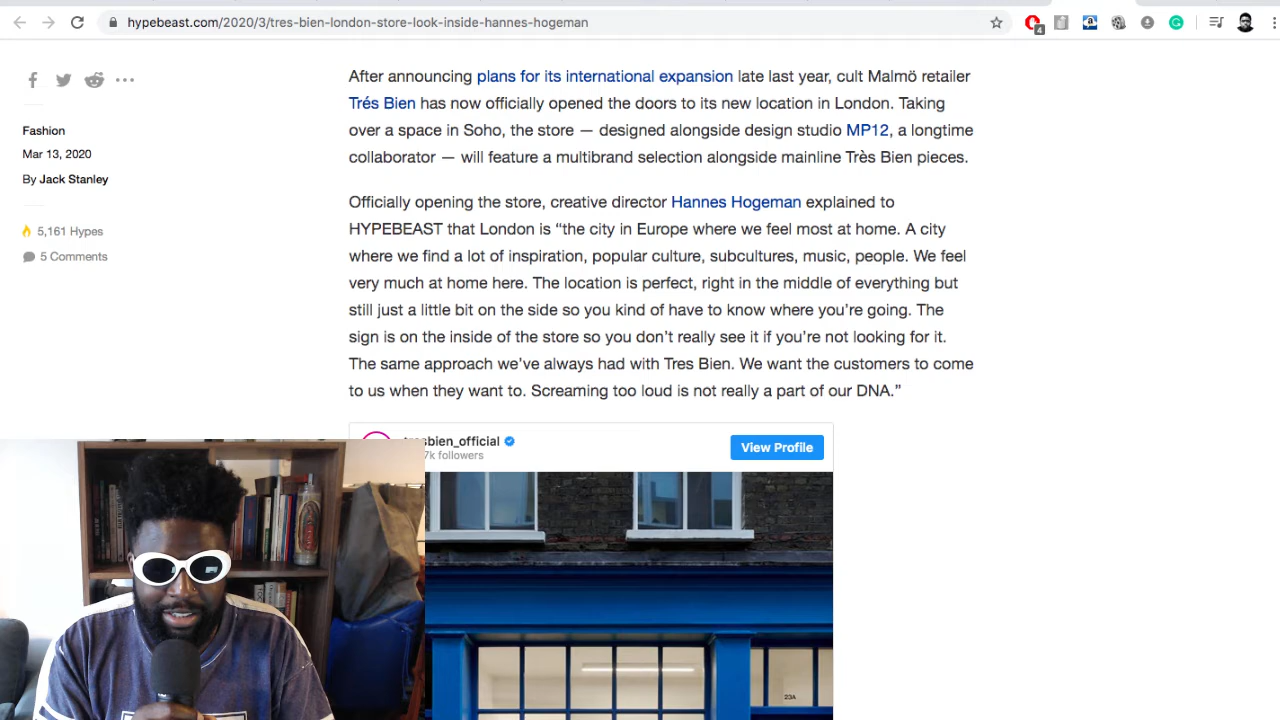 hypebeast.com/2020/3/tres-bien-london-store-look-inside-hannes-hogeman
4
Fashion
Mar 13, 2020
By Jack Stanley
5,161 Hypes
5 Comments
After announcing plans for its international expansion late last year, cult Malmö retailer
Trés Bien has now officially opened the doors to its new location in London. Taking
over a space in Soho, the store — designed alongside design studio MP12, a longtime
collaborator — will feature a multibrand selection alongside mainline Très Bien pieces.
Officially opening the store, creative director Hannes Hogeman explained to
HYPEBEAST that London is “the city in Europe where we feel most at home. A city
where we find a lot of inspiration, popular culture, subcultures, music, people. We feel
very much at home here. The location is perfect, right in the middle of everything but
still just a little bit on the side so you kind of have to know where you’re going. The
sign is on the inside of the store so you don’t really see it if you’re not looking for it.
The same approach we’ve always had with Tres Bien. We want the customers to come
to us when they want to. Screaming too loud is not really a part of our DNA.”
View Profile
followers
23A